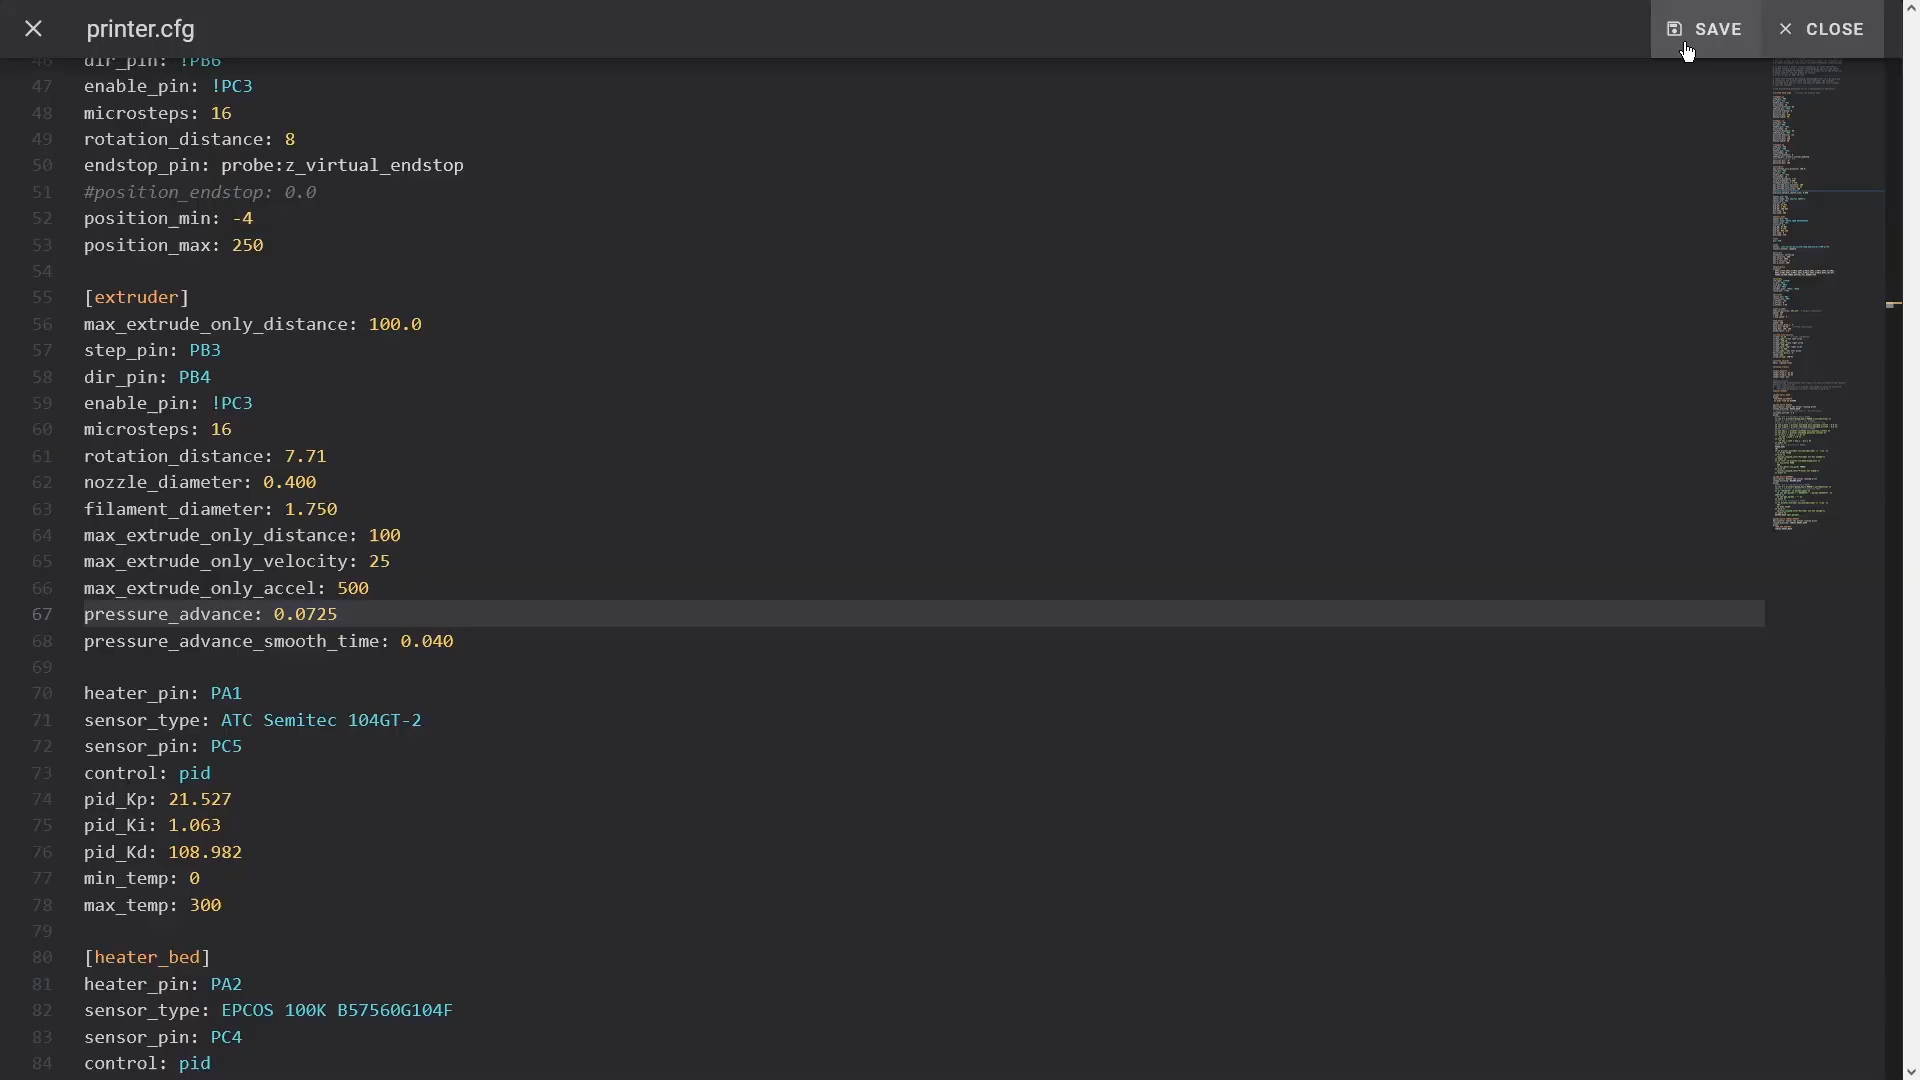 printer.cfg
SAVE
CLOSE
46 dir_pin: !PB6
47 enable_pin: !PC3
48 microsteps: 16
49 rotation_distance: 8
50 endstop_pin: probe:z_virtual_endstop
51 #position_endstop: 0.0
52 position_min: -4
53 position_max: 250
54
55 [extruder]
56 max_extrude_only_distance: 100.0
57 step_pin: PB3
58 dir_pin: PB4
59 enable_pin: !PC3
60 microsteps: 16
61 rotation_distance: 7.71
62 nozzle_diameter: 0.400
63 filament_diameter: 1.750
64 max_extrude_only_distance: 100
65 max_extrude_only_velocity: 25
66 max_extrude_only_accel: 500
67 pressure_advance: 0.0725
68 pressure_advance_smooth_time: 0.040
69
70 heater_pin: PA1
71 sensor_type: ATC Semitec 104GT-2
72 sensor_pin: PC5
73 control: pid
74 pid_Kp: 21.527
75 pid_Ki: 1.063
76 pid_Kd: 108.982
77 min_temp: 0
78 max_temp: 300
79
80 [heater_bed]
81 heater_pin: PA2
82 sensor_type: EPCOS 100K B57560G104F
83 sensor_pin: PC4
84 control: pid